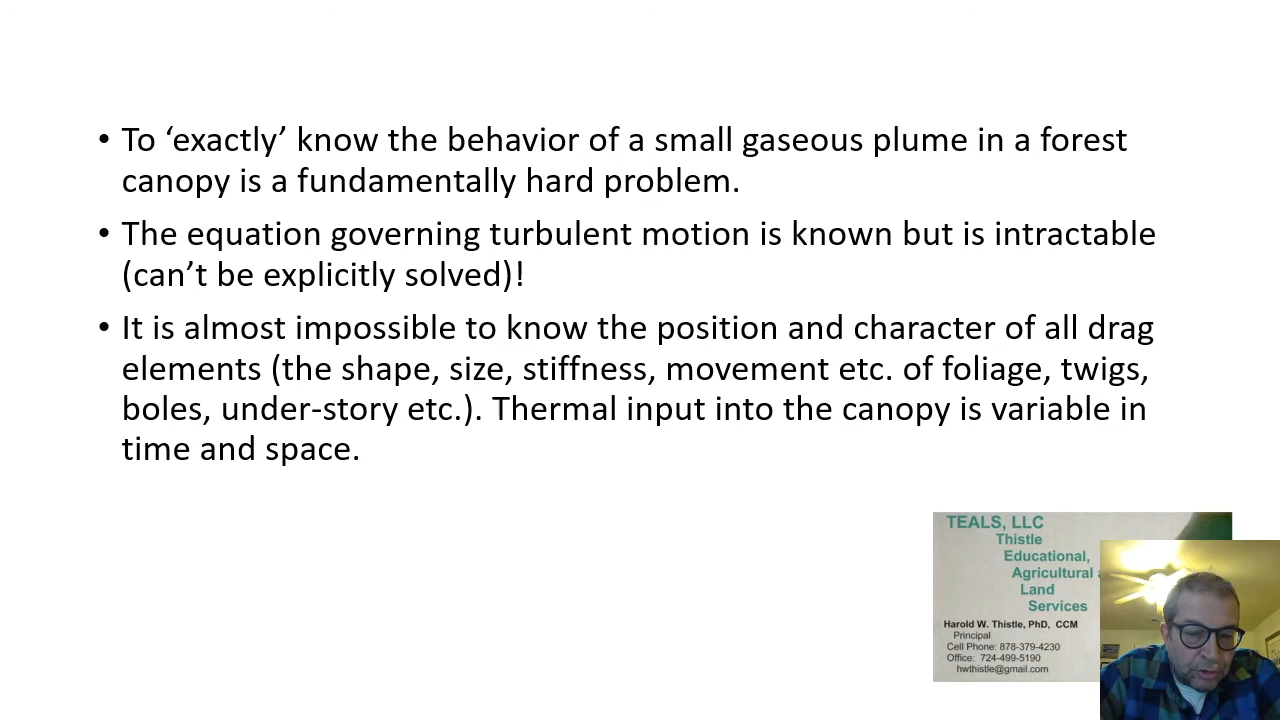 • To ‘exactly’ know the behavior of a small gaseous plume in a forest
canopy is a fundamentally hard problem.
• The equation governing turbulent motion is known but is intractable
(can’t be explicitly solved)!
• It is almost impossible to know the position and character of all drag
elements (the shape, size, stiffness, movement etc. of foliage, twigs,
boles, under-story etc.). Thermal input into the canopy is variable in
time and space.
TEALS, LLC
Thistle
Educational,
Agricultural
Land
Services
Harold W. Thistle, PhD, CCM
Principal
Cell Phone: 878-379-4230
Office: 724-499-5190
hwthistle@gmail.com